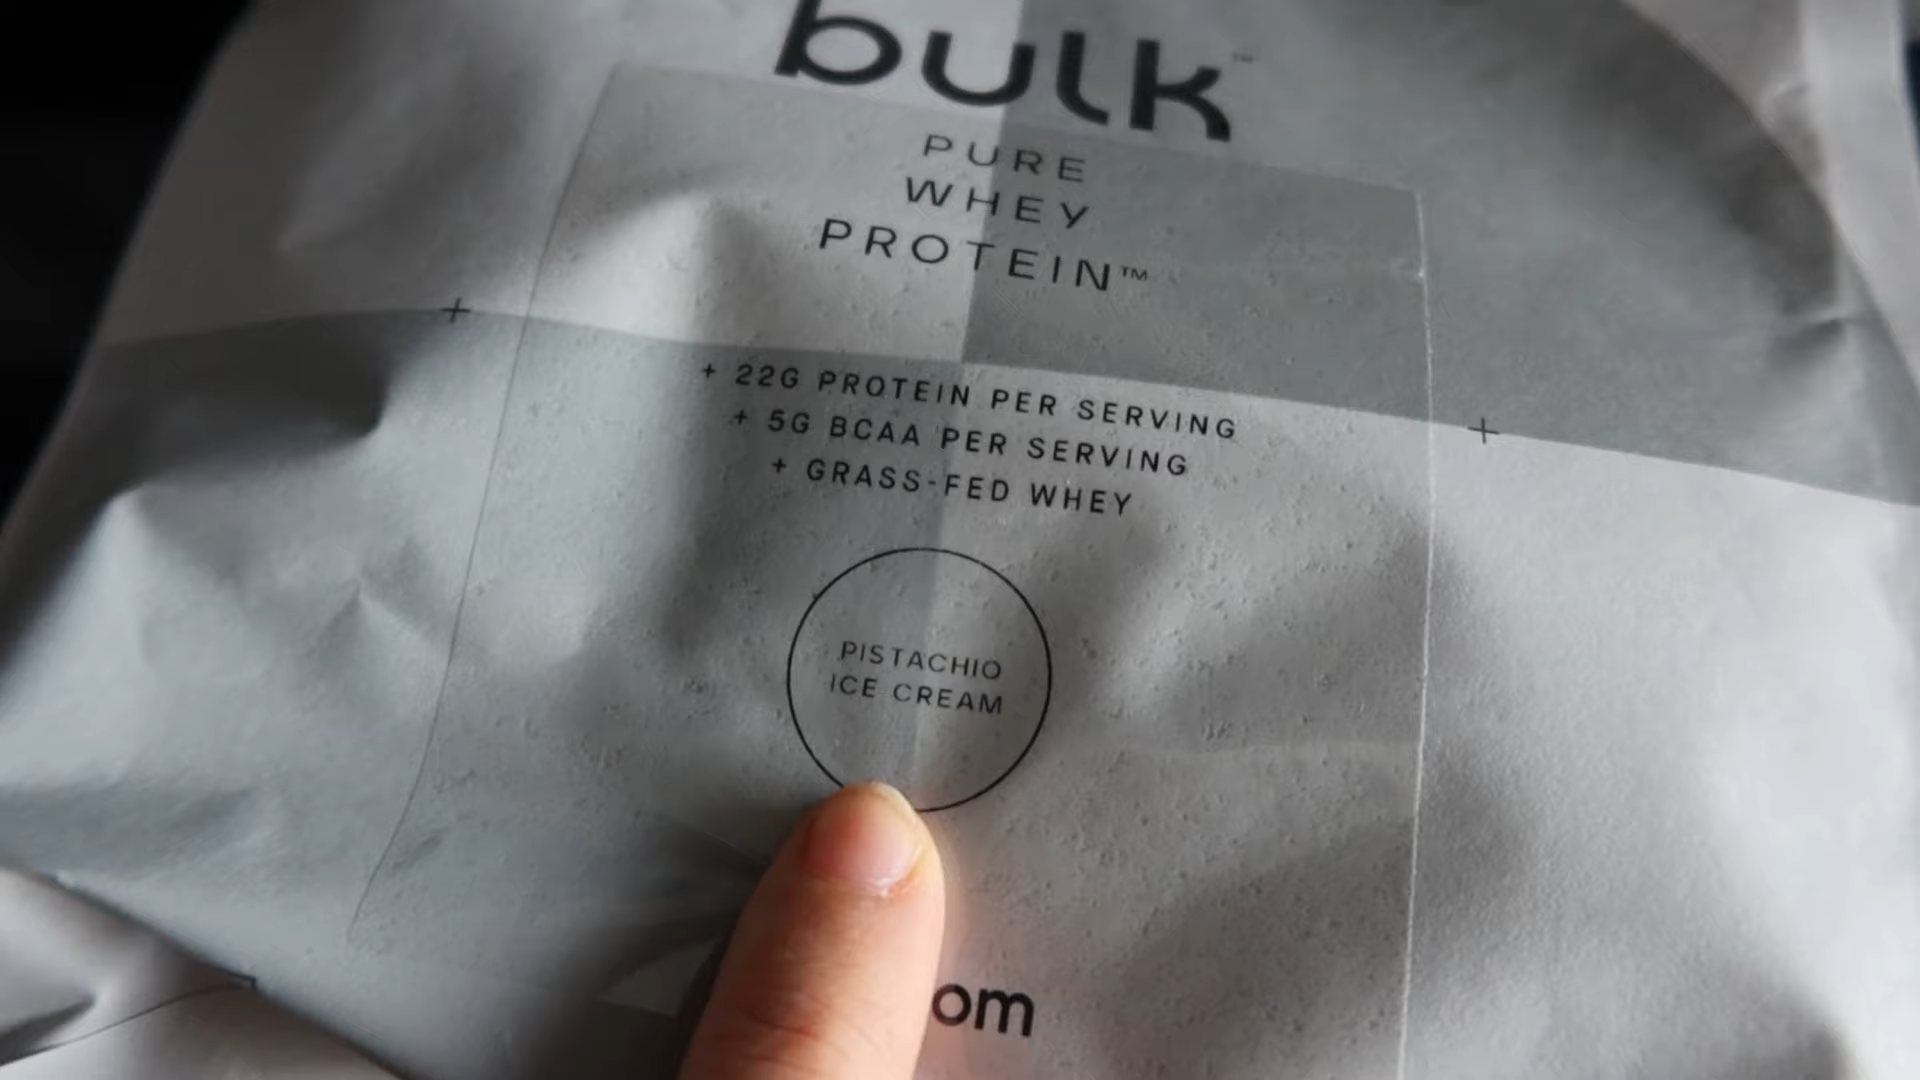 bulk™
PURE
WHEY
PROTEIN™
+ 22G PROTEIN PER SERVING
+ 5G BCAA PER SERVING
+ GRASS-FED WHEY
PISTACHIO
ICE CREAM
om